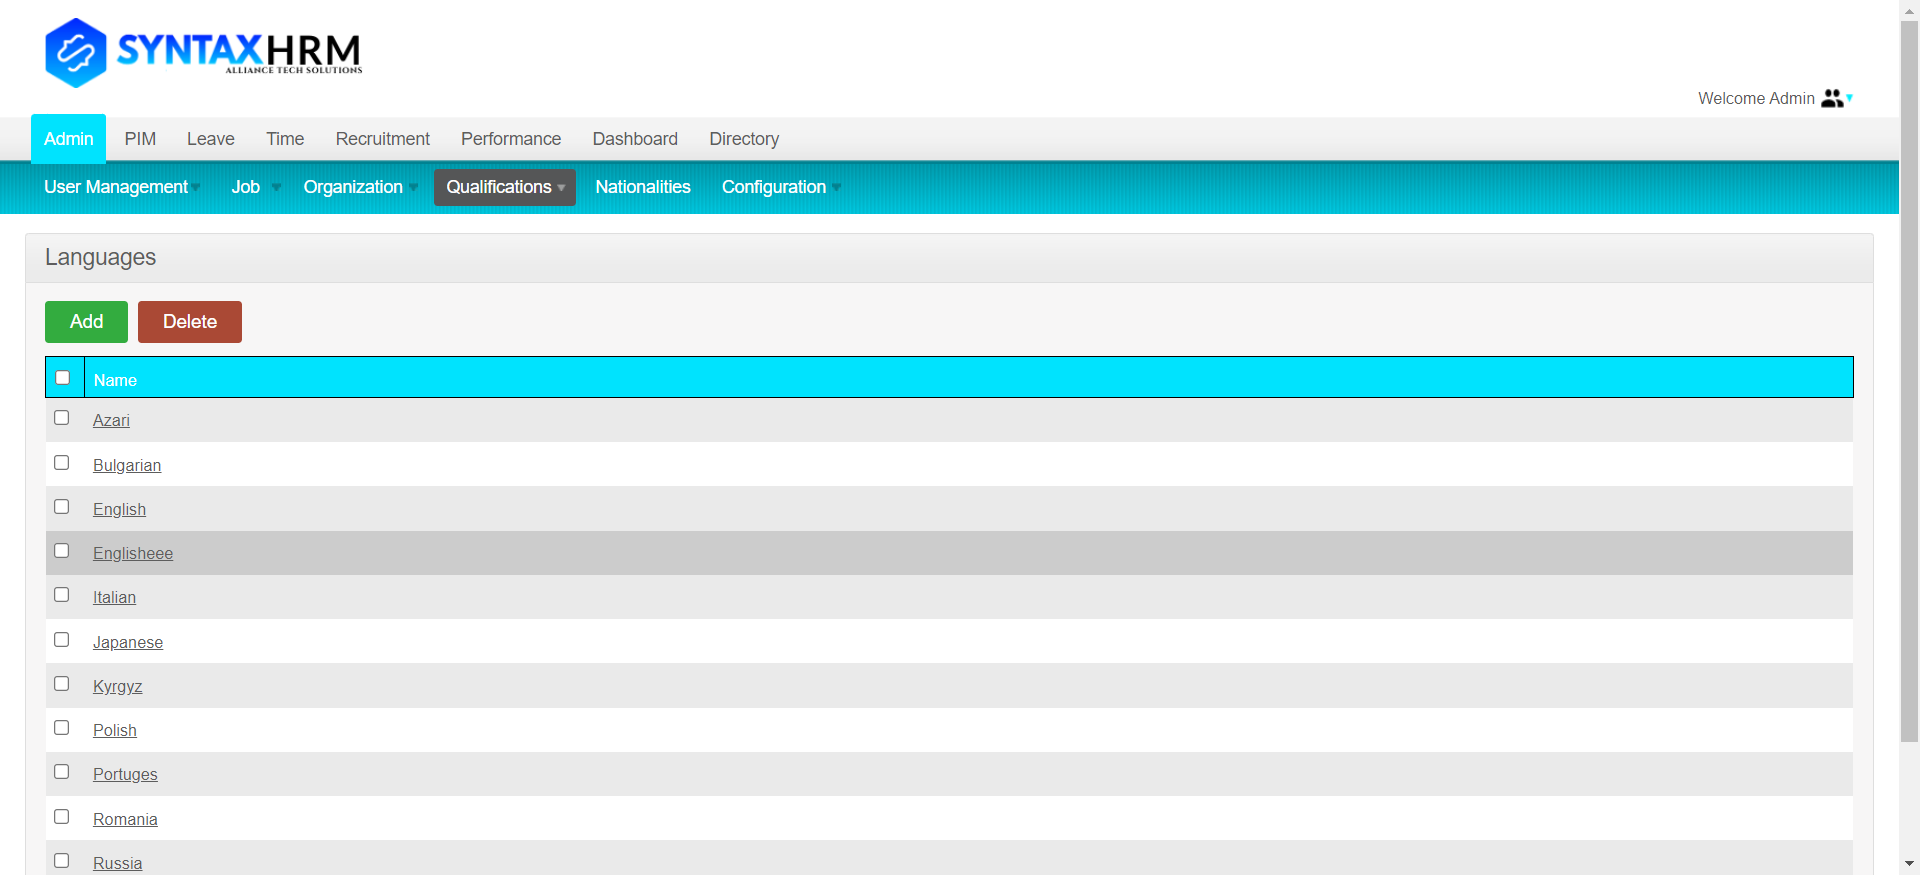 SYNTAXHRM
ALLIANCE TECH SOLUTIONS
Welcome Admin
Admin PIM Leave Time Recruitment Performance Dashboard Directory
User Management Job Organization Qualifications Nationalities Configuration
Languages
Add Delete
Name
Azari
Bulgarian
English
Englisheee
Italian
Japanese
Kyrgyz
Polish
Portuges
Romania
Russia